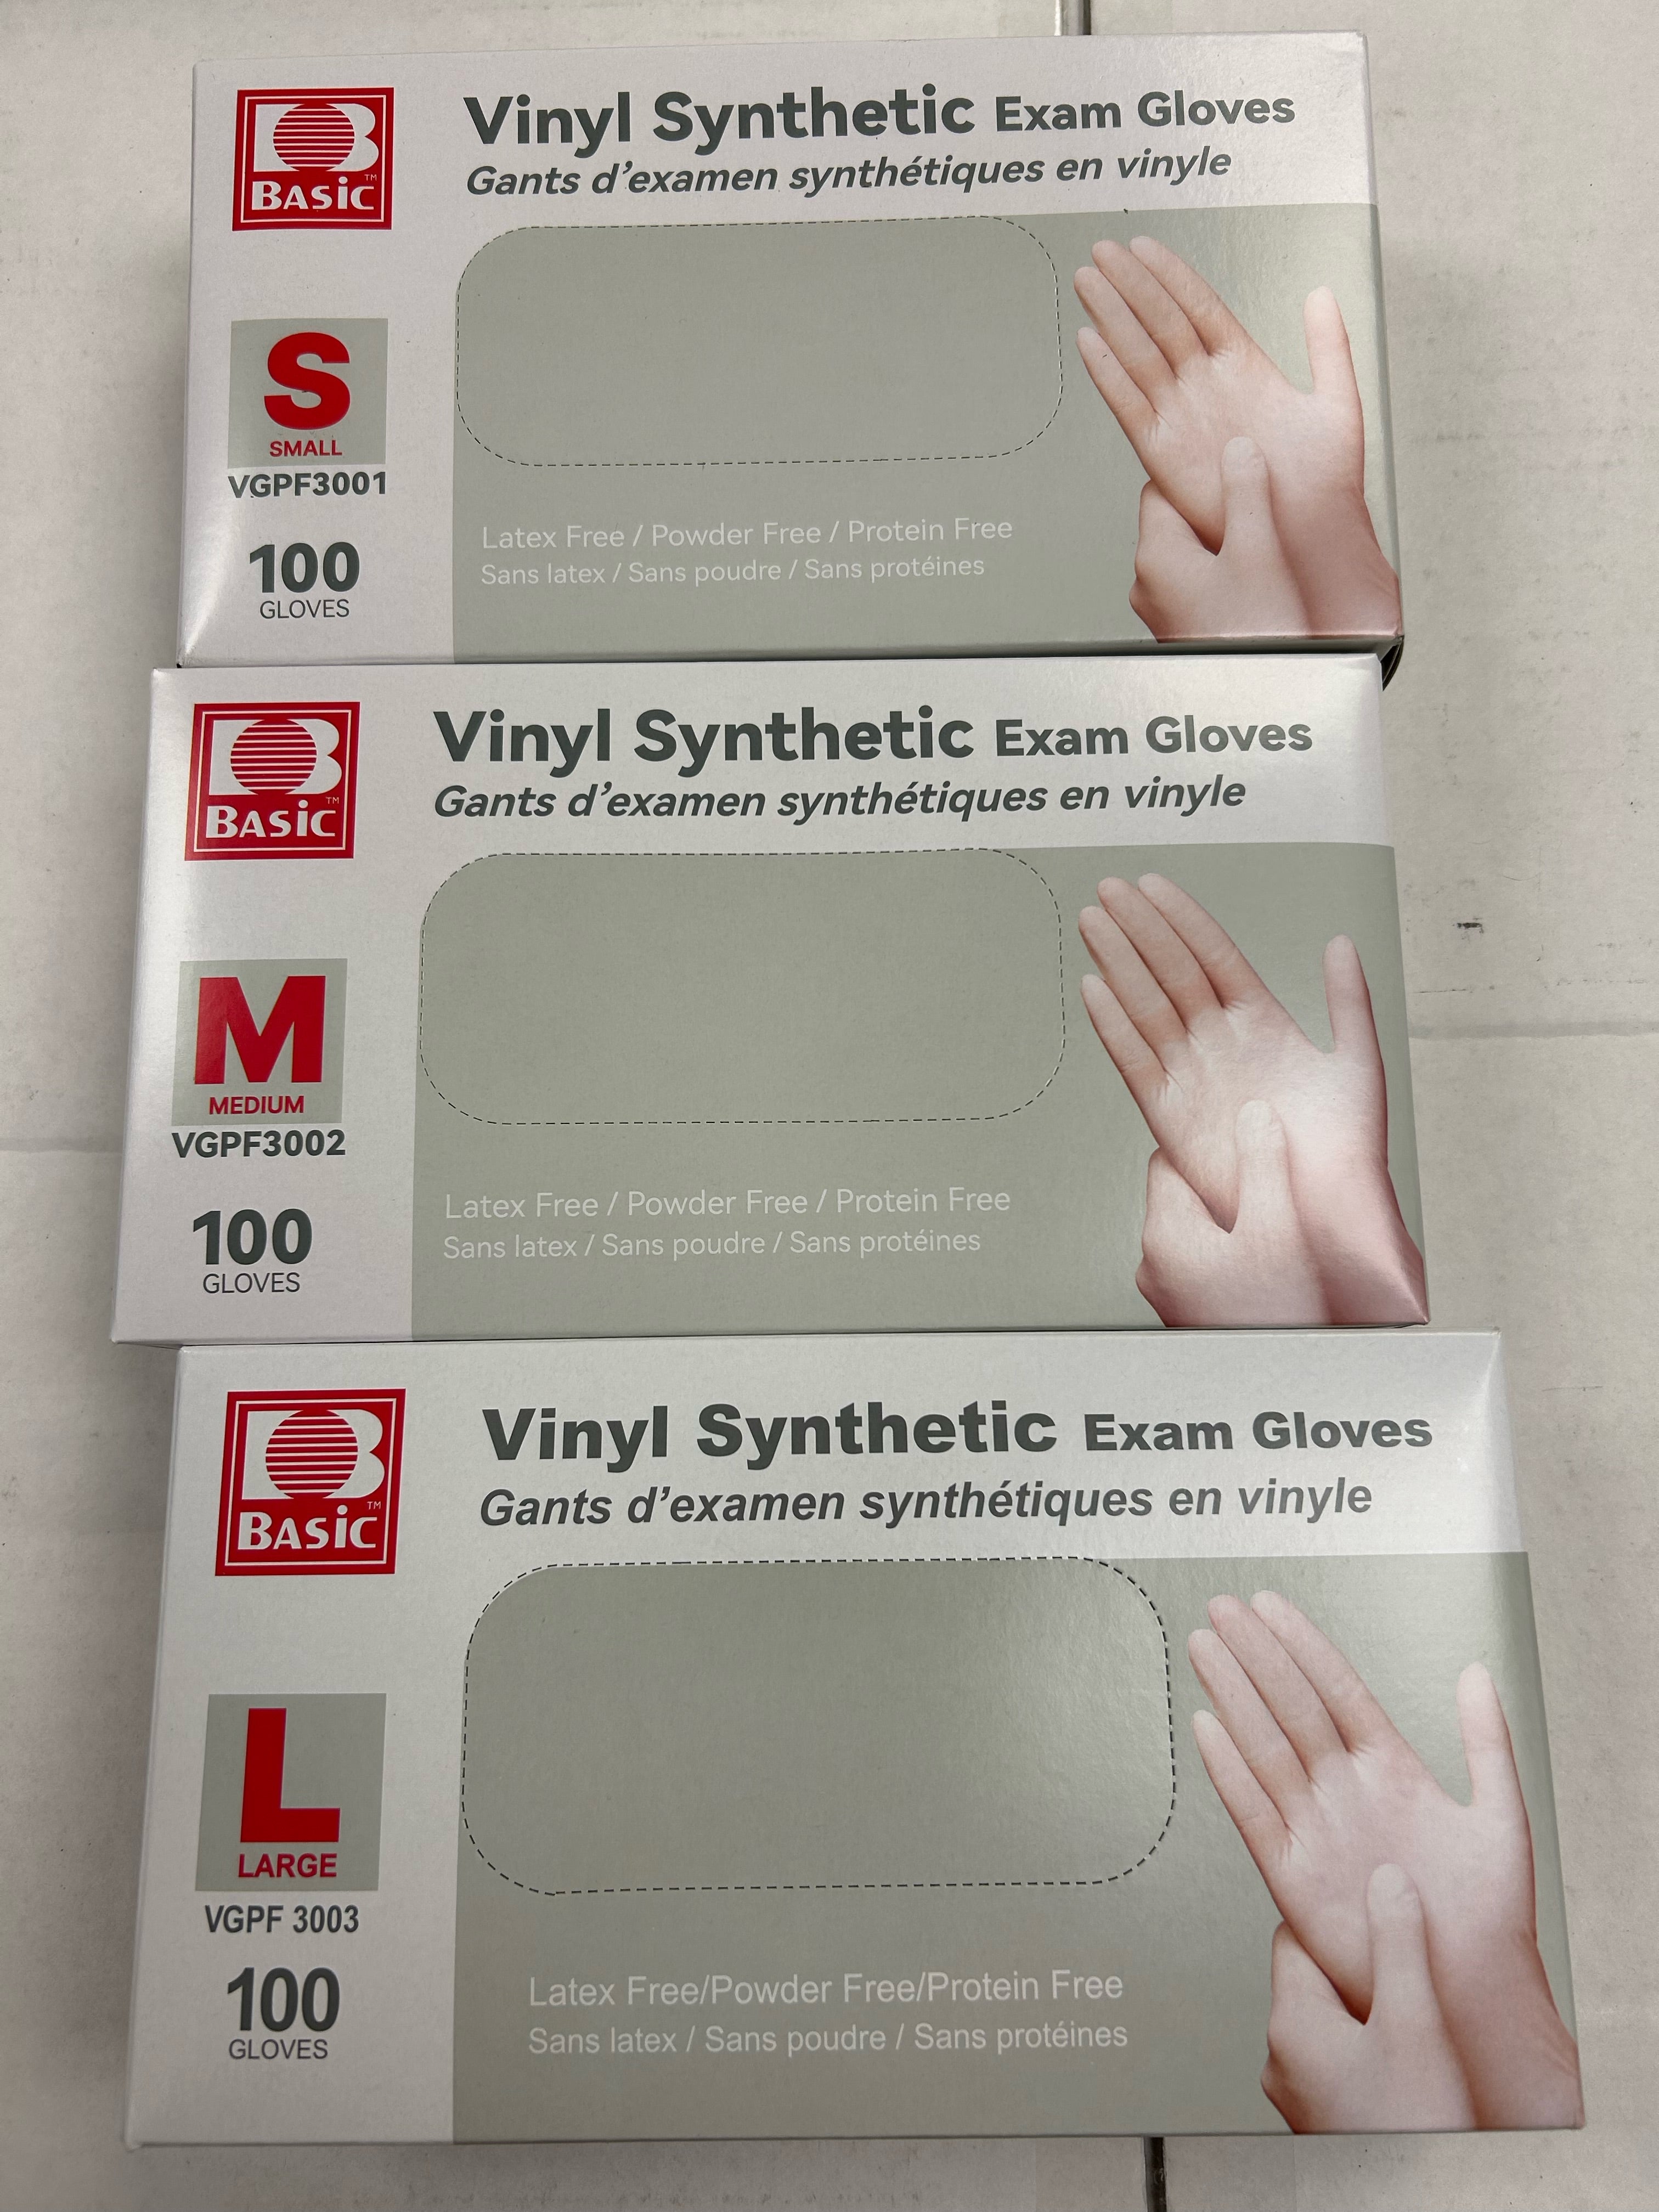 BASiC™
Vinyl Synthetic Exam Gloves
Gants d'examen synthétiques en vinyle
S
SMALL
VGPF3001
100
GLOVES
Latex Free / Powder Free / Protein Free
Sans latex / Sans poudre / Sans protéines
BASiC™
Vinyl Synthetic Exam Gloves
Gants d'examen synthétiques en vinyle
M
MEDIUM
VGPF3002
100
GLOVES
Latex Free / Powder Free / Protein Free
Sans latex / Sans poudre / Sans protéines
BASiC™
Vinyl Synthetic Exam Gloves
Gants d'examen synthétiques en vinyle
L
LARGE
VGPF 3003
100
GLOVES
Latex Free/Powder Free/Protein Free
Sans latex / Sans poudre / Sans protéines